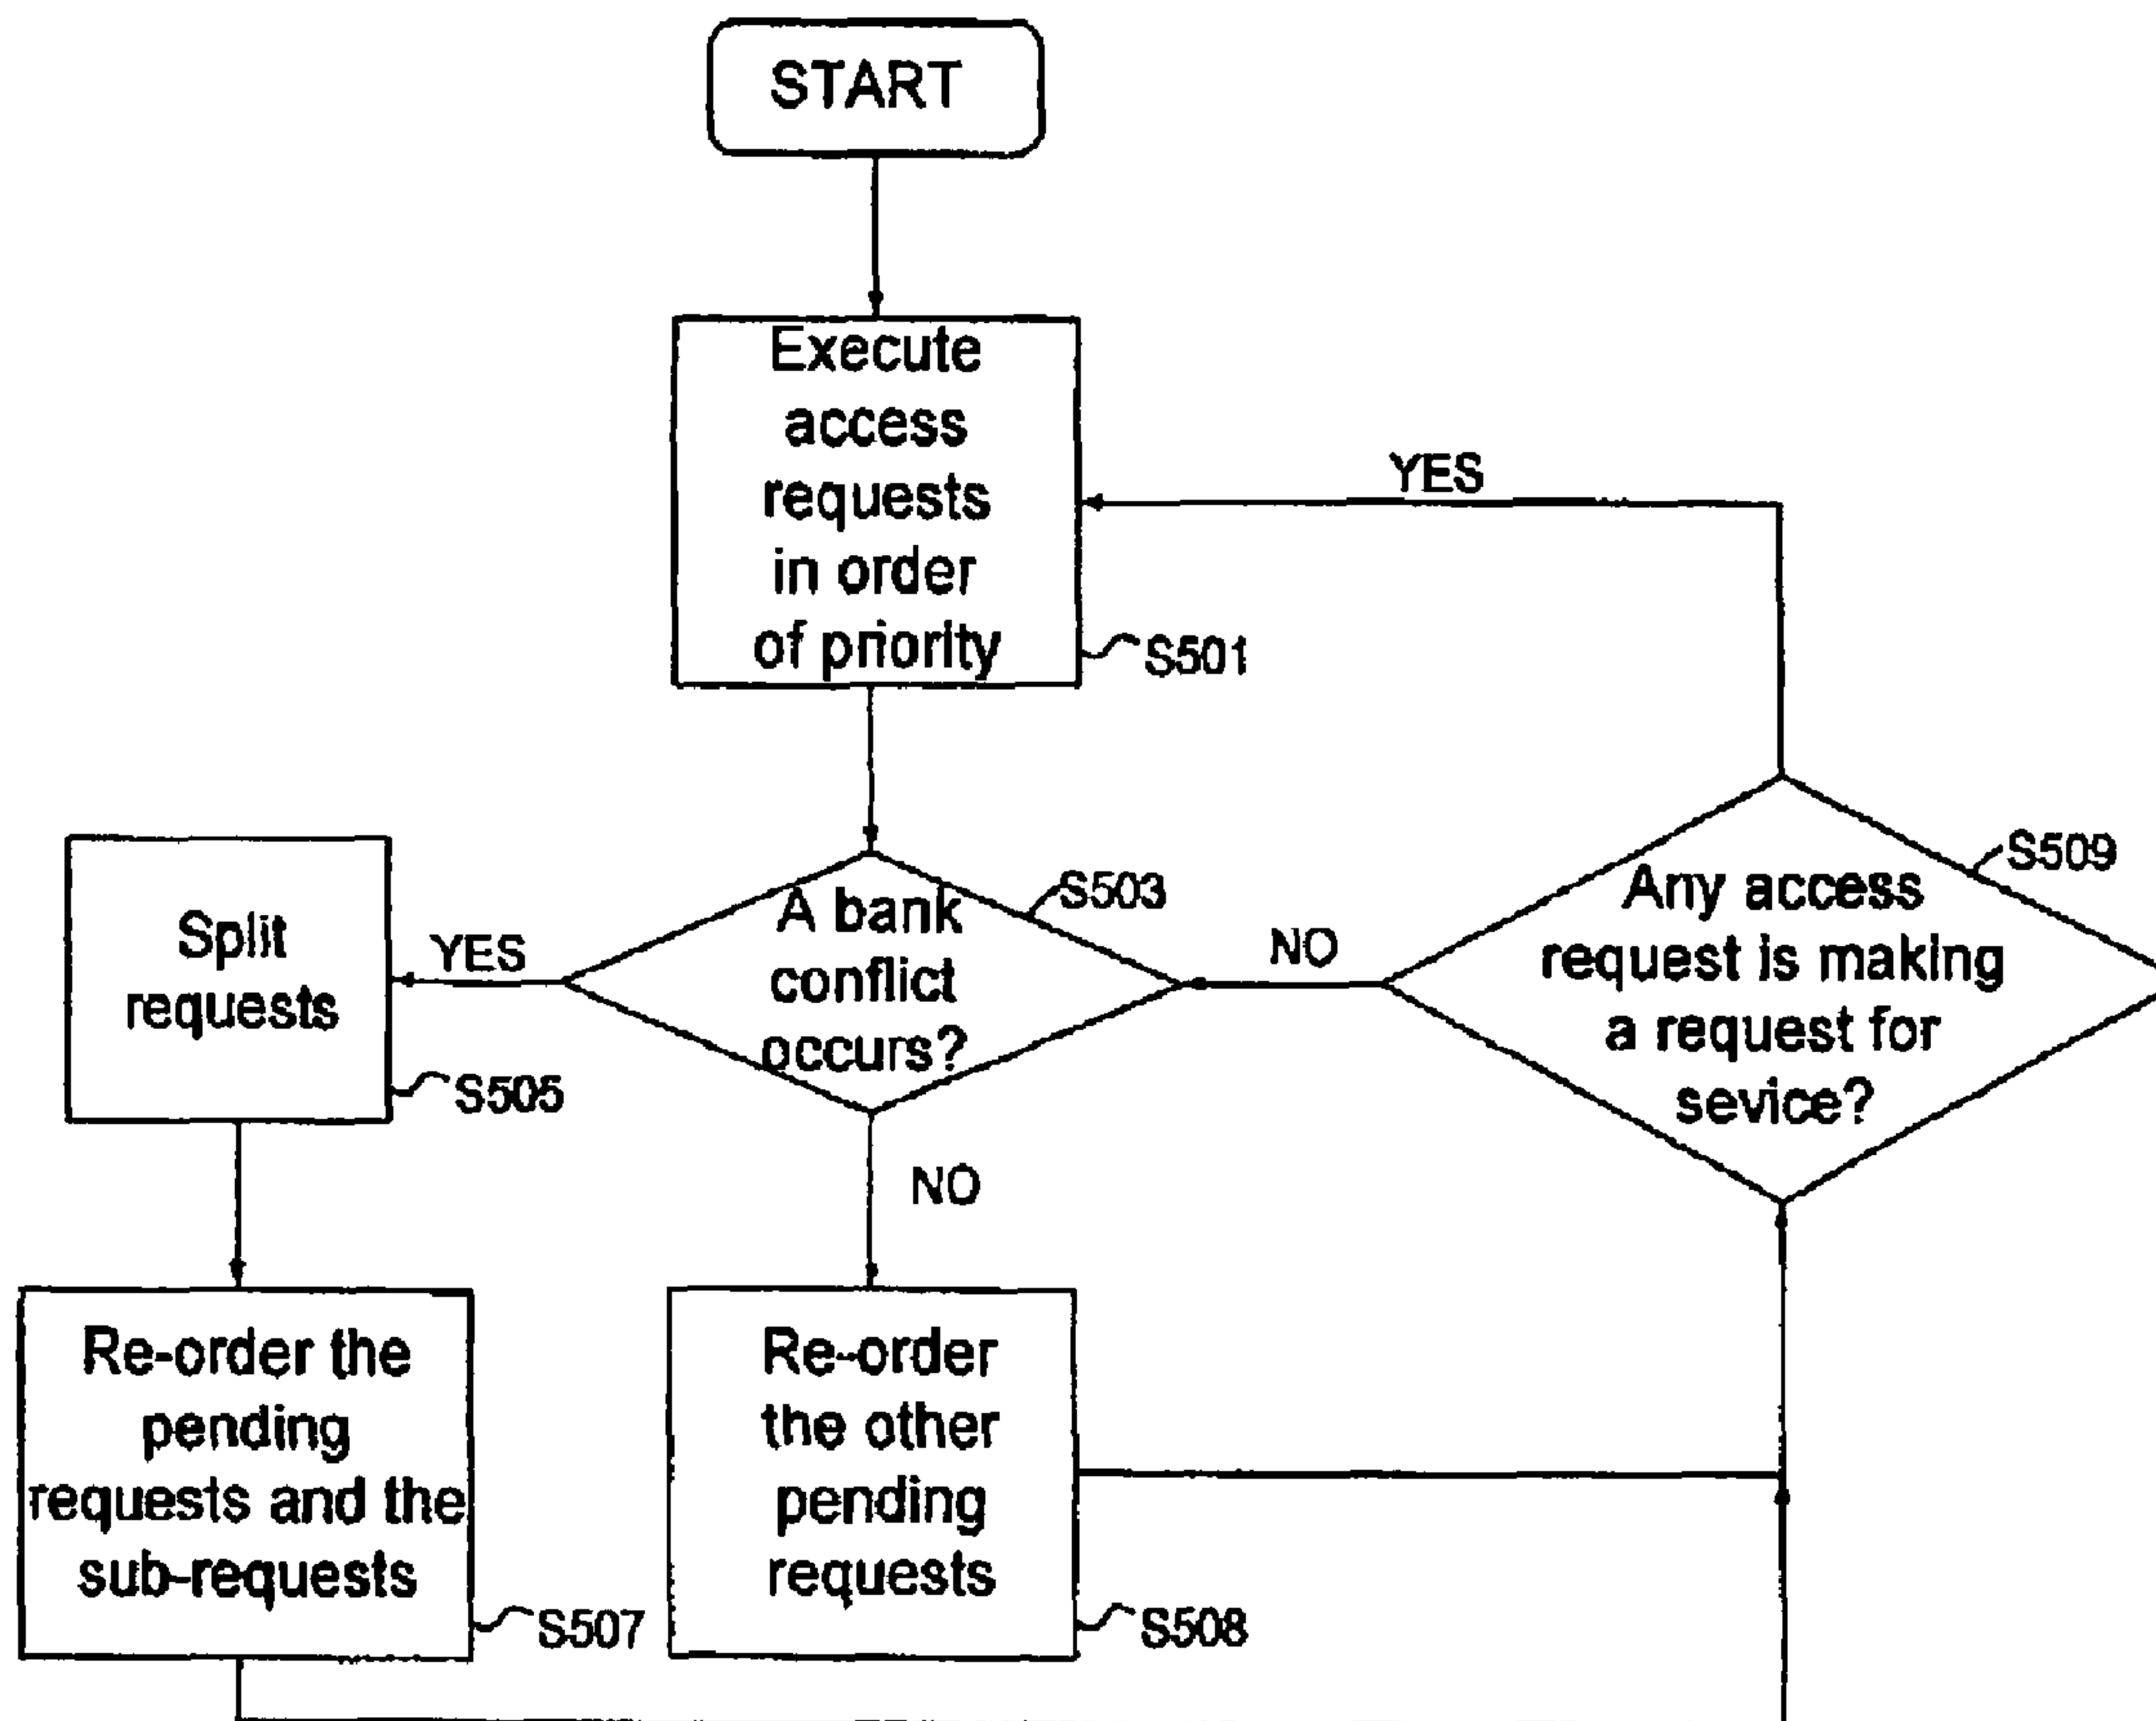 START
Execute
access
requests
in order
of priority
S501
YES
A bank
conflict
occurs?
S503
YES
NO
Split
requests
S505
Any access
request is making
a request for
sevice?
S509
NO
Re-order the
pending
requests and the
sub-requests
S507
Re-order
the other
pending
requests
S508